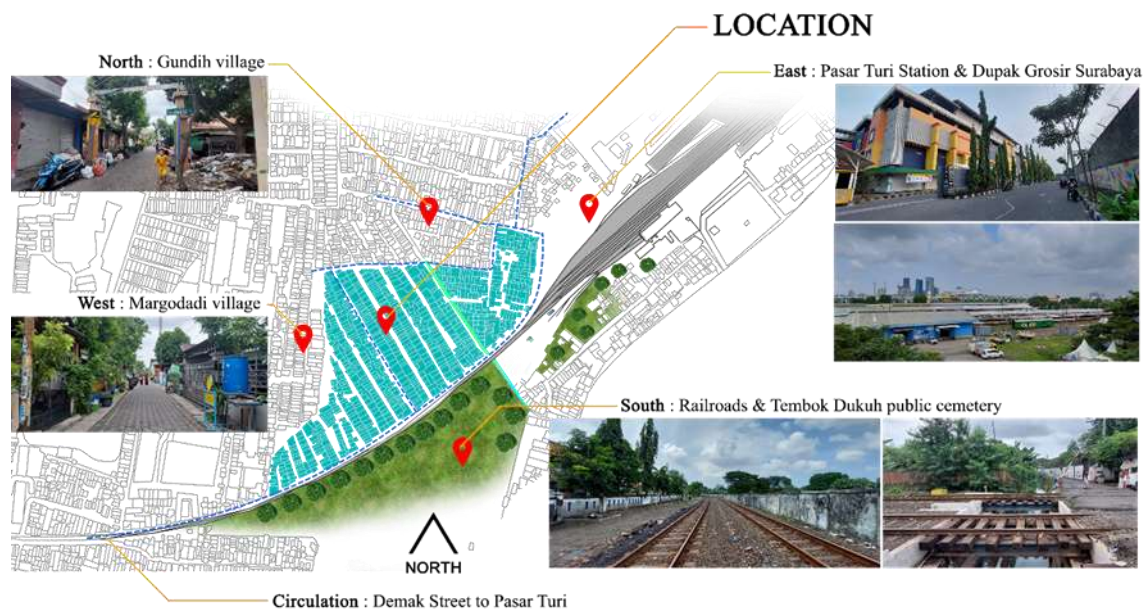 LOCATION
North : Gundih village
East : Pasar Turi Station & Dupak Grosir Surabaya
West : Margodadi village
South : Railroads & Tembok Dukuh public cemetery
NORTH
Circulation : Demak Street to Pasar Turi